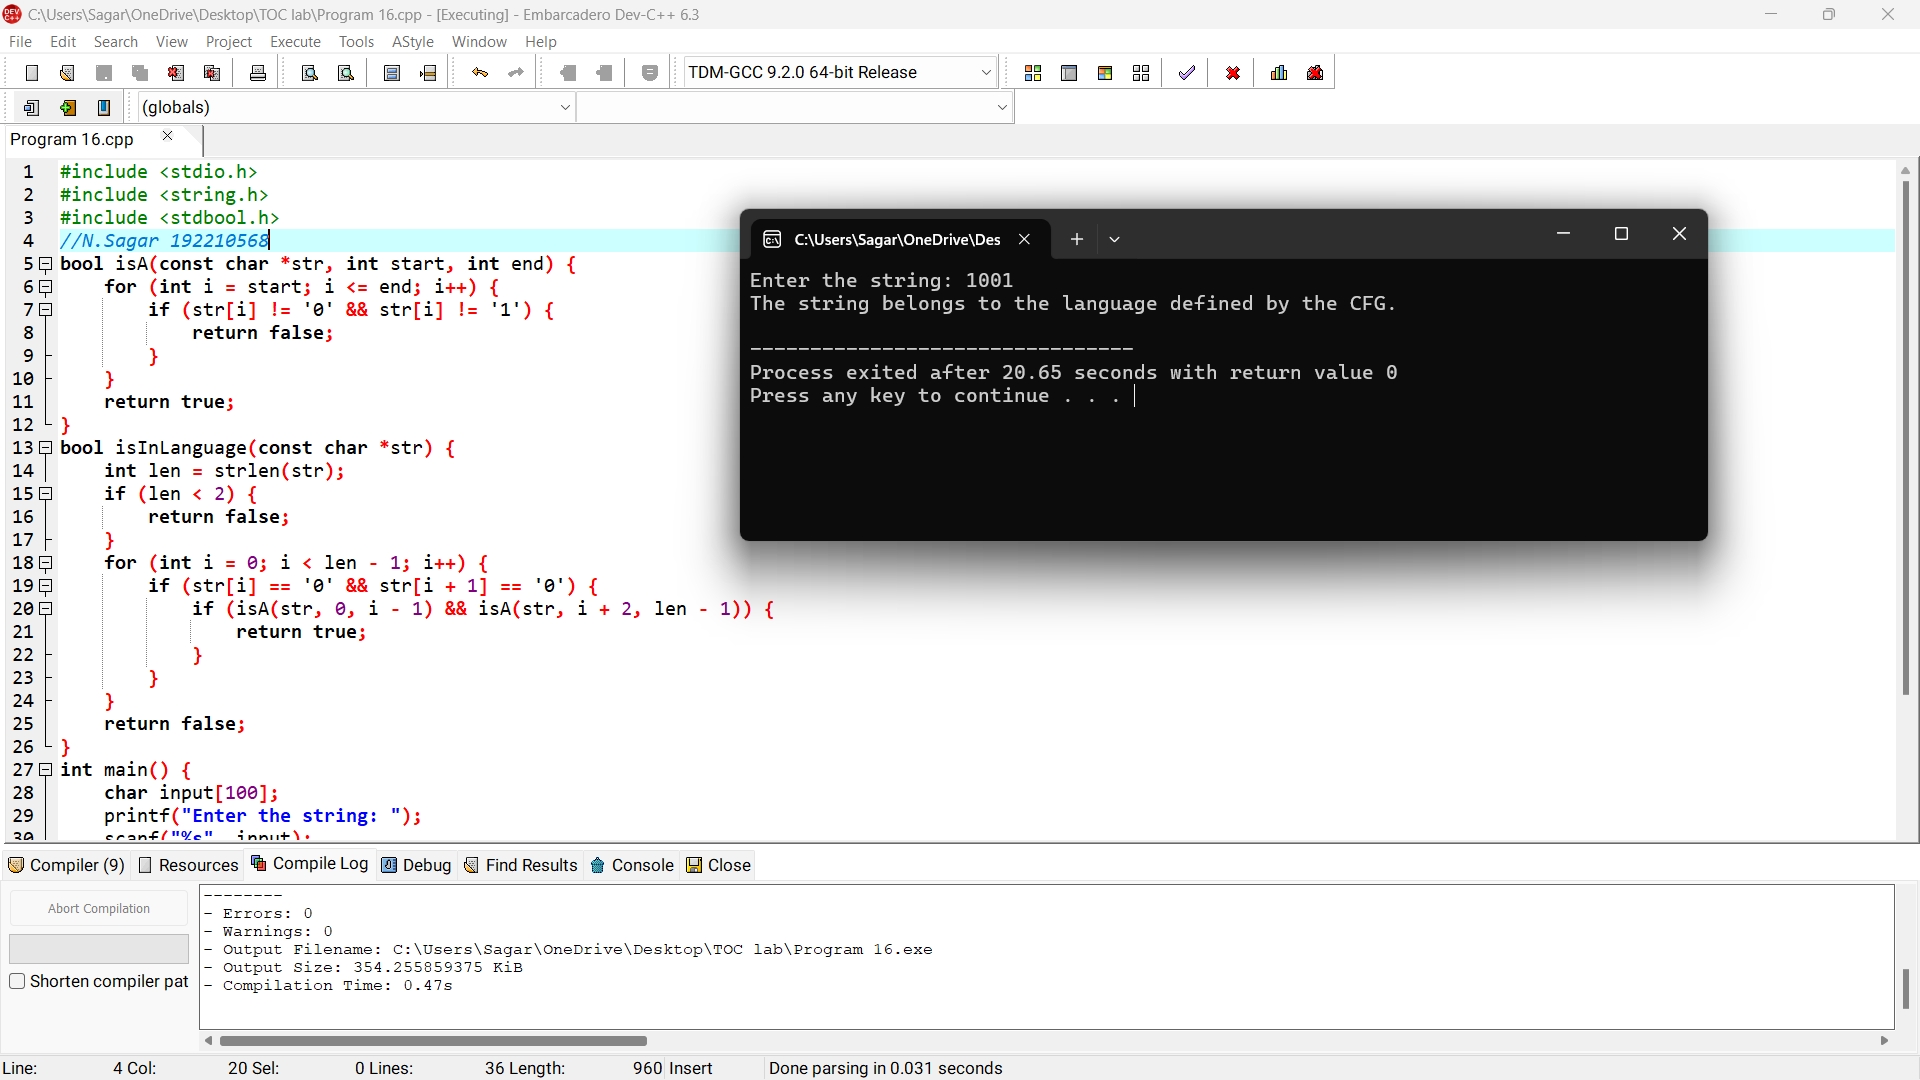 C:\Users\Sagar\OneDrive\Desktop\TOC lab\Program 16.cpp - [Executing] - Embarcadero Dev-C++ 6.3
File Edit Search View Project Execute Tools AStyle Window Help
TDM-GCC 9.2.0 64-bit Release
(globals)
Program 16.cpp
1 #include <stdio.h>
2 #include <string.h>
3 #include <stdbool.h>
4 //N.Sagar 192210568
5 bool isA(const char *str, int start, int end) {
6 for (int i = start; i <= end; i++) {
7 if (str[i] != '0' && str[i] != '1') {
8 return false;
9 }
10 }
11 return true;
12 }
13 bool isInLanguage(const char *str) {
14 int len = strlen(str);
15 if (len < 2) {
16 return false;
17 }
18 for (int i = 0; i < len - 1; i++) {
19 if (str[i] == '0' && str[i + 1] == '0') {
20 if (isA(str, 0, i - 1) && isA(str, i + 2, len - 1)) {
21 return true;
22 }
23 }
24 }
25 return false;
26 }
27 int main() {
28 char input[100];
29 printf("Enter the string: ");
30 scanf("%s", input);
C:\Users\Sagar\OneDrive\Des
Enter the string: 1001
The string belongs to the language defined by the CFG.
--------------------------------
Process exited after 20.65 seconds with return value 0
Press any key to continue . . .
Compiler (9) Resources Compile Log Debug Find Results Console Close
Abort Compilation
Shorten compiler pat
--------
- Errors: 0
- Warnings: 0
- Output Filename: C:\Users\Sagar\OneDrive\Desktop\TOC lab\Program 16.exe
- Output Size: 354.255859375 KiB
- Compilation Time: 0.47s
Line: 4 Col: 20 Sel: 0 Lines: 36 Length: 960 Insert Done parsing in 0.031 seconds